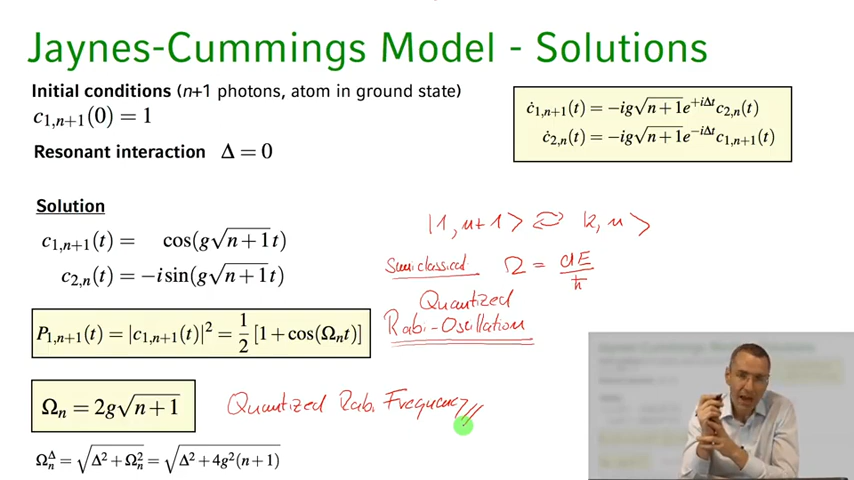 Jaynes-Cummings Model - Solutions
Initial conditions (n+1 photons, atom in ground state)
c₁,ₙ₊₁(0) = 1
Resonant interaction Δ = 0
ċ₁,ₙ₊₁(t) = −ig√(n+1)e^{+iΔt}c₂,ₙ(t)
ċ₂,ₙ(t) = −ig√(n+1)e^{−iΔt}c₁,ₙ₊₁(t)
Solution
c₁,ₙ₊₁(t) = cos(g√(n+1)t)
c₂,ₙ(t) = −i sin(g√(n+1)t)
|1, n+1> ⇄ |2, n>
Semiclassical Ω = dE/ħ
Quantized
Rabi-Oscillation
P₁,ₙ₊₁(t) = |c₁,ₙ₊₁(t)|² = 1/2 [1 + cos(Ωₙt)]
Ωₙ = 2g√(n+1)
Quantized Rabi Frequency
Ωₙ^Δ = √(Δ² + Ωₙ²) = √(Δ² + 4g²(n+1))